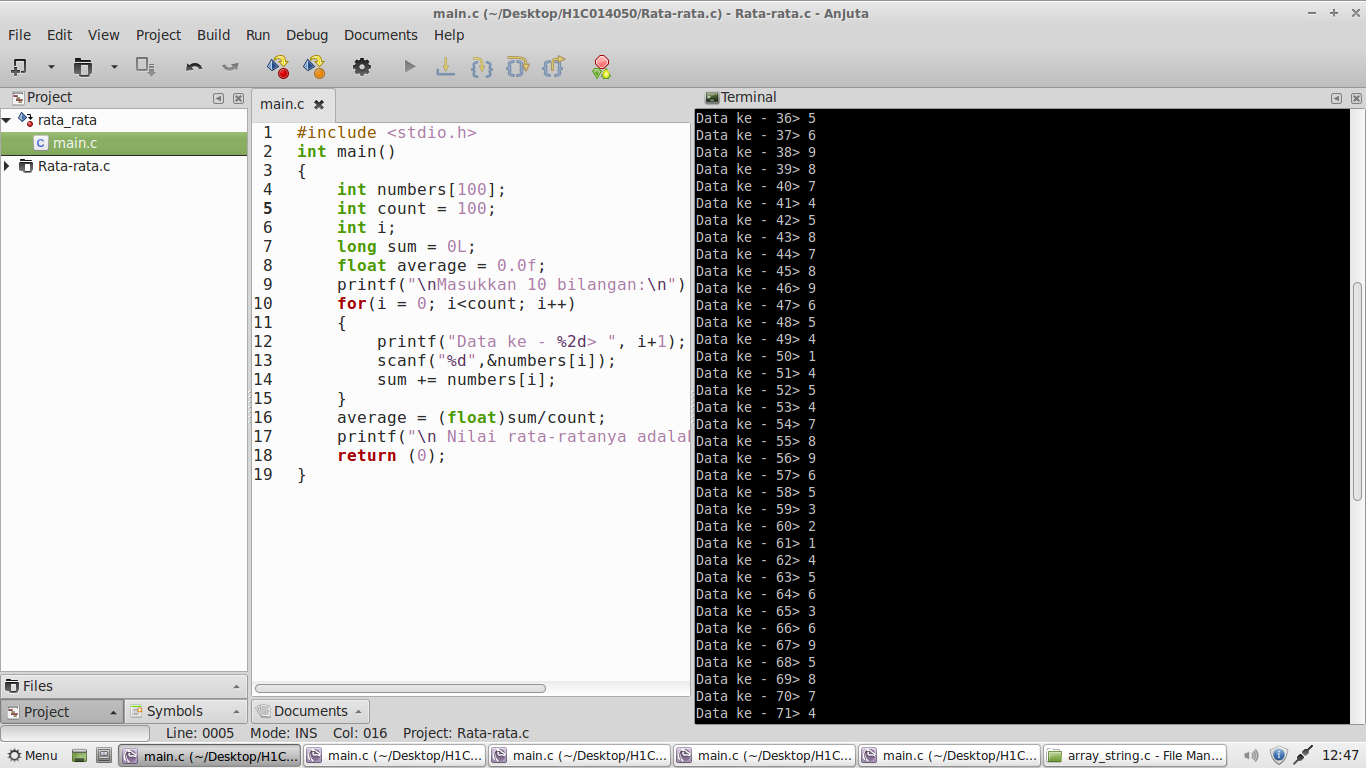 main.c (~/Desktop/H1C014050/Rata-rata.c) - Rata-rata.c - Anjuta
File Edit View Project Build Run Debug Documents Help
Project
rata_rata
main.c
Rata-rata.c
Files
Project Symbols
main.c
1 #include <stdio.h>
2 int main()
3 {
4 int numbers[100];
5 int count = 100;
6 int i;
7 long sum = 0L;
8 float average = 0.0f;
9 printf("\nMasukkan 10 bilangan:\n")
10 for(i = 0; i<count; i++)
11 {
12 printf("Data ke - %2d> ", i+1);
13 scanf("%d",&numbers[i]);
14 sum += numbers[i];
15 }
16 average = (float)sum/count;
17 printf("\n Nilai rata-ratanya adalah
18 return (0);
19 }
Documents
Terminal
Data ke - 36> 5
Data ke - 37> 6
Data ke - 38> 9
Data ke - 39> 8
Data ke - 40> 7
Data ke - 41> 4
Data ke - 42> 5
Data ke - 43> 8
Data ke - 44> 7
Data ke - 45> 8
Data ke - 46> 9
Data ke - 47> 6
Data ke - 48> 5
Data ke - 49> 4
Data ke - 50> 1
Data ke - 51> 4
Data ke - 52> 5
Data ke - 53> 4
Data ke - 54> 7
Data ke - 55> 8
Data ke - 56> 9
Data ke - 57> 6
Data ke - 58> 5
Data ke - 59> 3
Data ke - 60> 2
Data ke - 61> 1
Data ke - 62> 4
Data ke - 63> 5
Data ke - 64> 6
Data ke - 65> 3
Data ke - 66> 6
Data ke - 67> 9
Data ke - 68> 5
Data ke - 69> 8
Data ke - 70> 7
Data ke - 71> 4
Line: 0005 Mode: INS Col: 016 Project: Rata-rata.c
Menu main.c (~/Desktop/H1C... main.c (~/Desktop/H1C... main.c (~/Desktop/H1C... main.c (~/Desktop/H1C... main.c (~/Desktop/H1C... array_string.c - File Man... 12:47